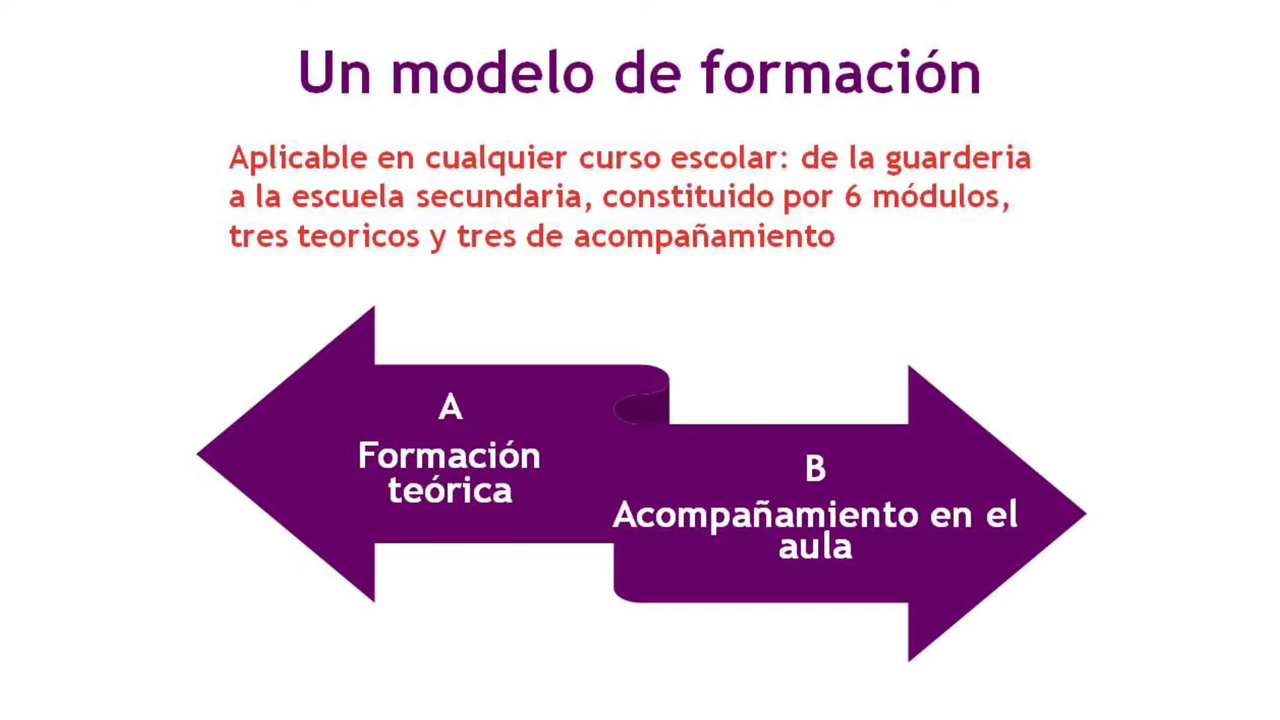 Un modelo de formación
Aplicable en cualquier curso escolar: de la guarderia
a la escuela secundaria, constituido por 6 módulos,
tres teoricos y tres de acompañamiento
A
Formación
teórica
B
Acompañamiento en el
aula